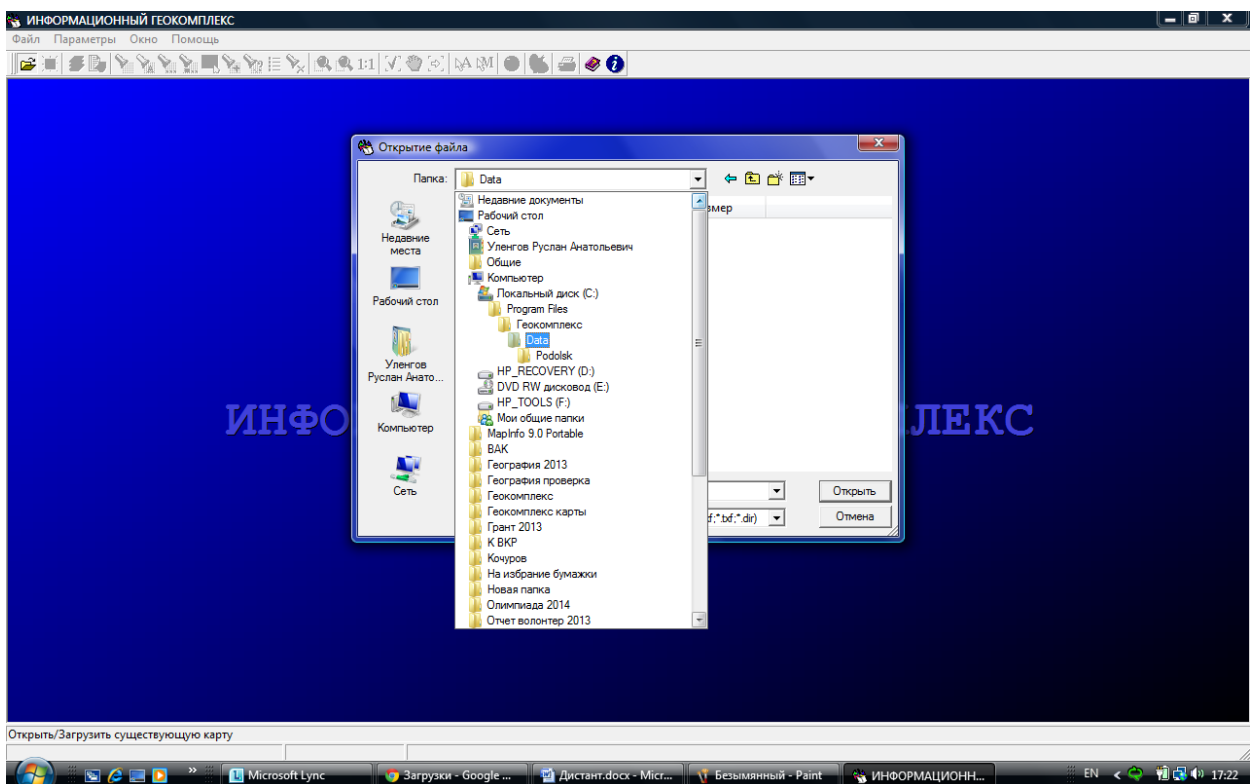 ИНФОРМАЦИОННЫЙ ГЕОКОМПЛЕКС
Файл Параметры Окно Помощь
1:1
Открытие файла
Папка: Data
Недавние документы
Рабочий стол
Сеть
Уленгов Руслан Анатольевич
Общие
Компьютер
Локальный диск (C:)
Program Files
Геокомплекс
Data
Podolsk
HP_RECOVERY (D:)
DVD RW дисковод (E:)
HP_TOOLS (F:)
Мои общие папки
MapInfo 9.0 Portable
ВАК
География 2013
География проверка
Геокомплекс
Геокомплекс карты
Грант 2013
К ВКР
Кочуров
На избрание бумажки
Новая папка
Олимпиада 2014
Отчет волонтер 2013
Недавние места
Рабочий стол
Уленгов Руслан Анато...
Компьютер
Сеть
змер
Открыть
f;*.txf;*.dir)
Отмена
ИНФО ЛЕКС
Открыть/Загрузить существующую карту
Microsoft Lync
Загрузки - Google ...
Дистант.docx - Micr...
Безымянный - Paint
ИНФОРМАЦИОНН...
EN
17:22